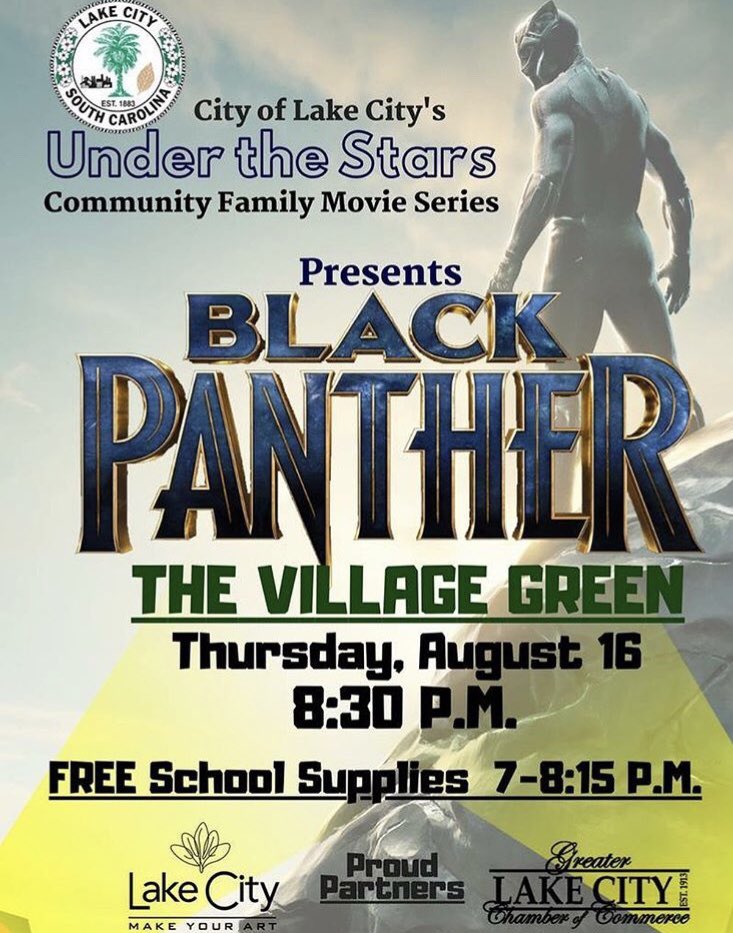 LAKE CITY
EST. 1883
SOUTH CAROLINA
City of Lake City's
Under the Stars
Community Family Movie Series
Presents
BLACK
PANTHER
THE VILLAGE GREEN
Thursday, August 16
8:30 P.M.
FREE School Supplies 7-8:15 P.M.
Lake City
MAKE YOUR ART
Proud
Partners
Greater
LAKE CITY
EST. 1913
Chamber of Commerce